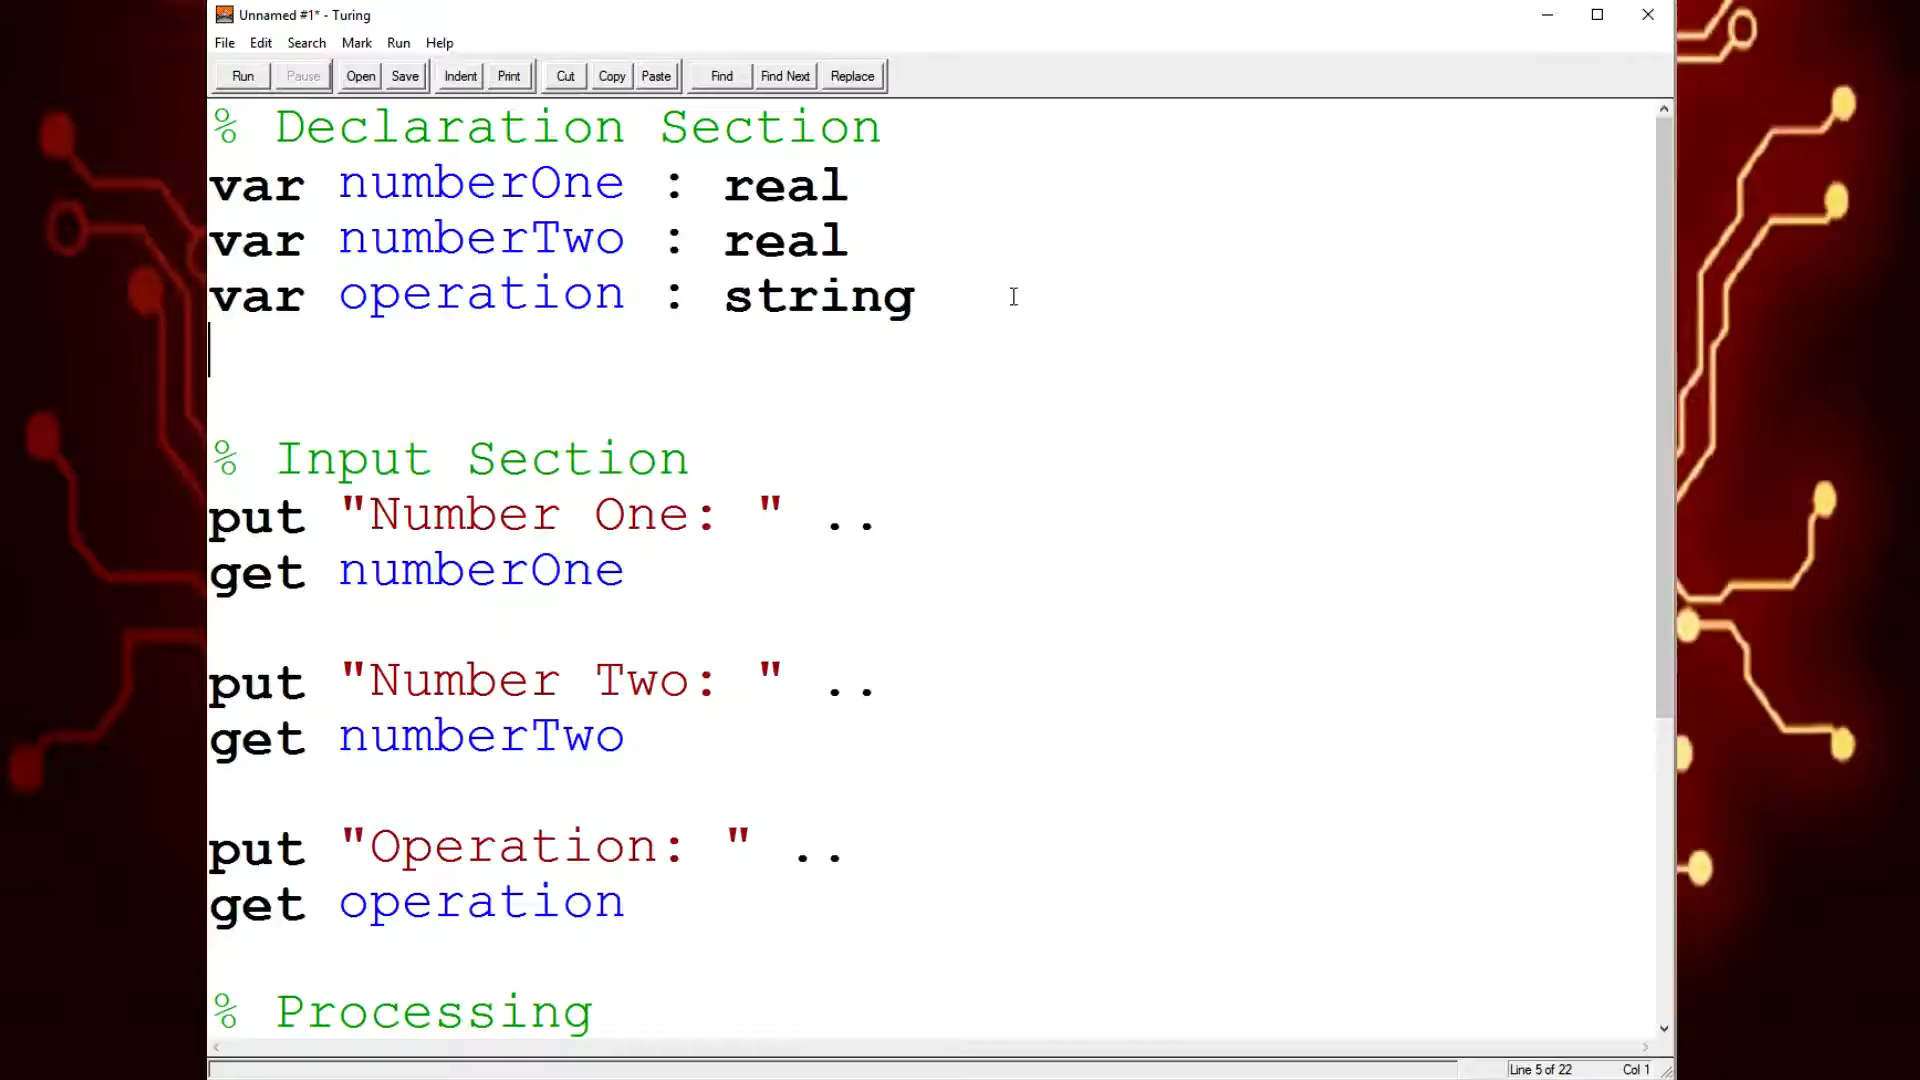 Unnamed #1* - Turing
File Edit Search Mark Run Help
Run Pause Open Save Indent Print Cut Copy Paste Find Find Next Replace
% Declaration Section
var numberOne : real
var numberTwo : real
var operation : string
% Input Section
put "Number One: " ..
get numberOne
put "Number Two: " ..
get numberTwo
put "Operation: " ..
get operation
% Processing
Line 5 of 22 Col 1